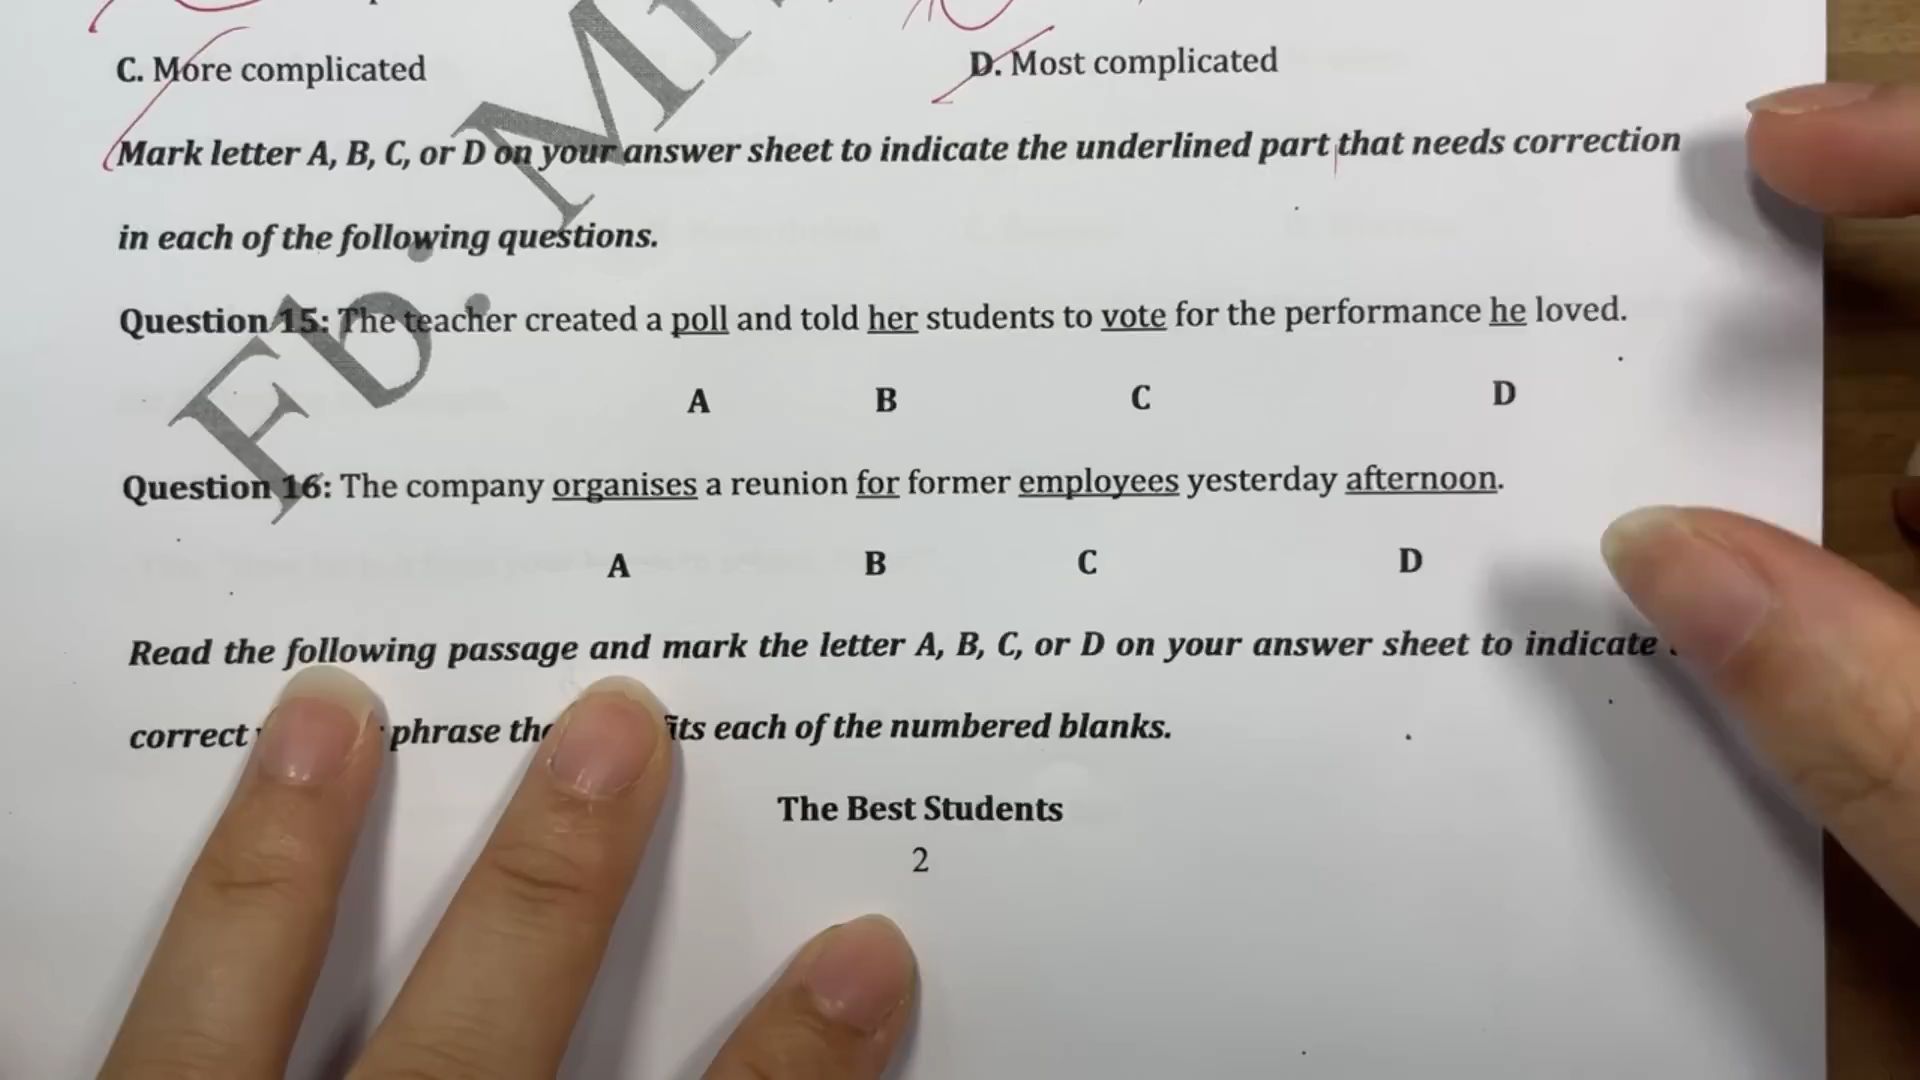 C. More complicated D. Most complicated
Mark letter A, B, C, or D on your answer sheet to indicate the underlined part that needs correction
in each of the following questions.
Question 15: The teacher created a poll and told her students to vote for the performance he loved.
A B C D
Question 16: The company organises a reunion for former employees yesterday afternoon.
A B C D
Read the following passage and mark the letter A, B, C, or D on your answer sheet to indicate
correct phrase each of the numbered blanks.
The Best Students
2
Fb: